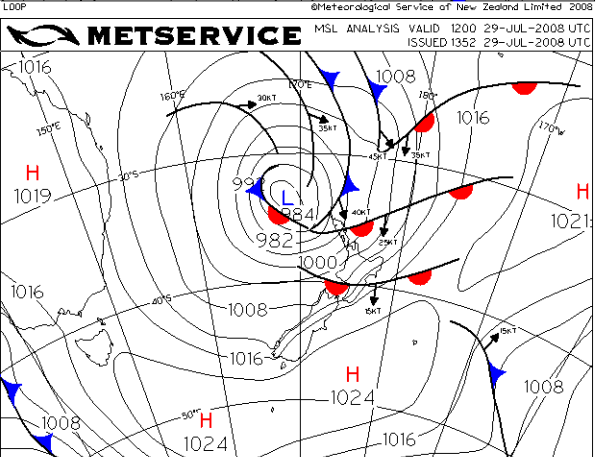 LOOP
©Meteorological Service of New Zealand Limited 2008
METSERVICE
MSL ANALYSIS VALID 1200 29-JUL-2008 UTC
ISSUED 1352 29-JUL-2008 UTC
1016
160°E
30KT
170°E
1008
180°
1016
170°W
150°E
35KT
45KT
35KT
H
1019
30°S
L
984
40KT
H
1021
982
25KT
1000
1016
40°S
1008
15KT
1016
15KT
H
1024
1008
1008
50°
H
1024
1016